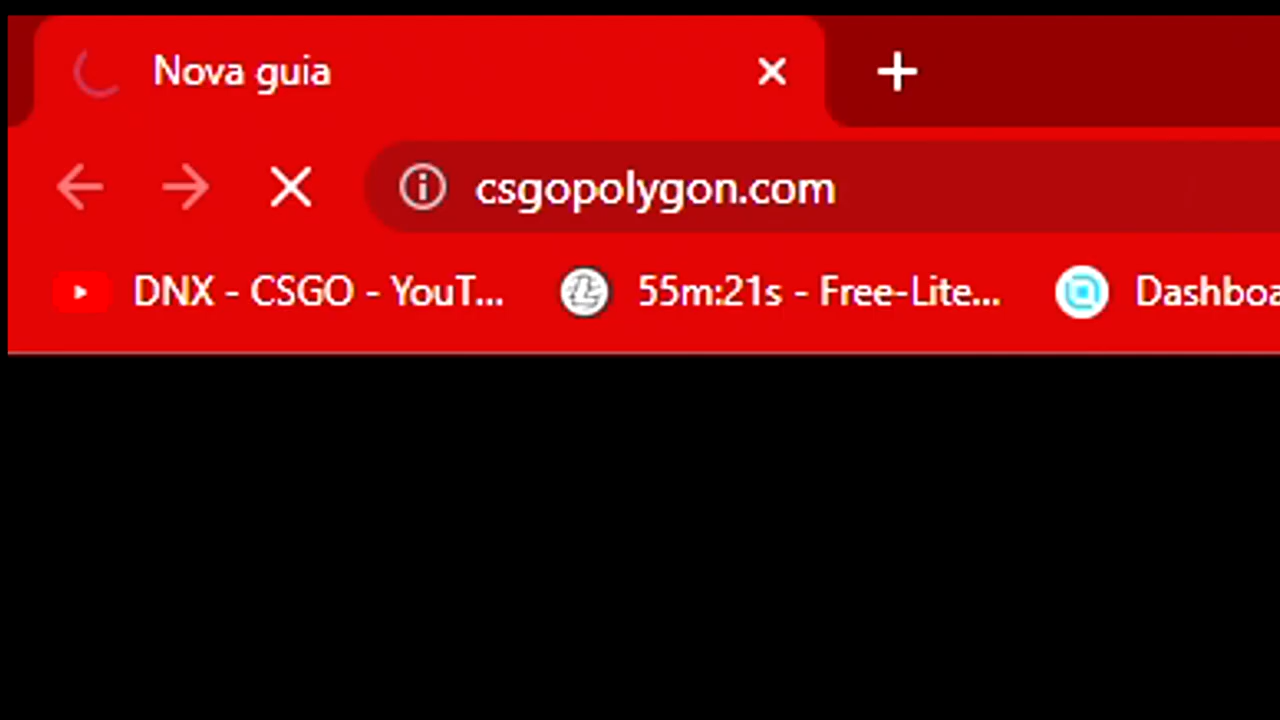 Nova guia
csgopolygon.com
DNX - CSGO - YouT... 55m:21s - Free-Lite... Dashboa